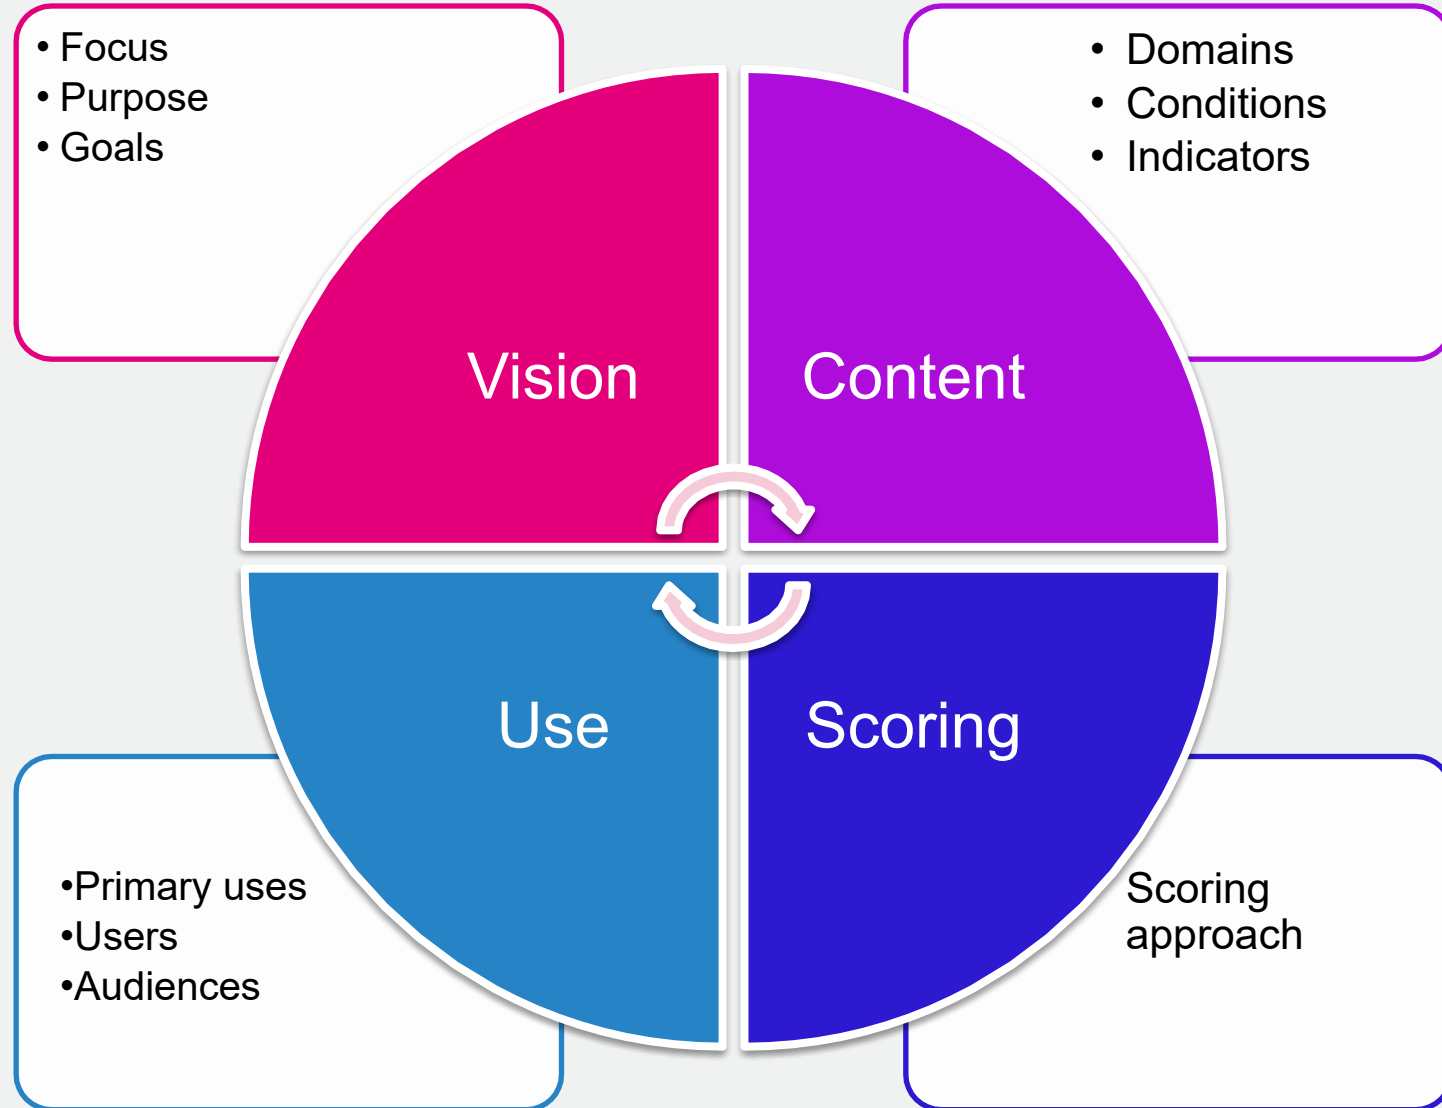 • Focus
• Purpose
• Goals
• Domains
• Conditions
• Indicators
Vision
Content
Use
Scoring
•Primary uses
•Users
•Audiences
Scoring
approach